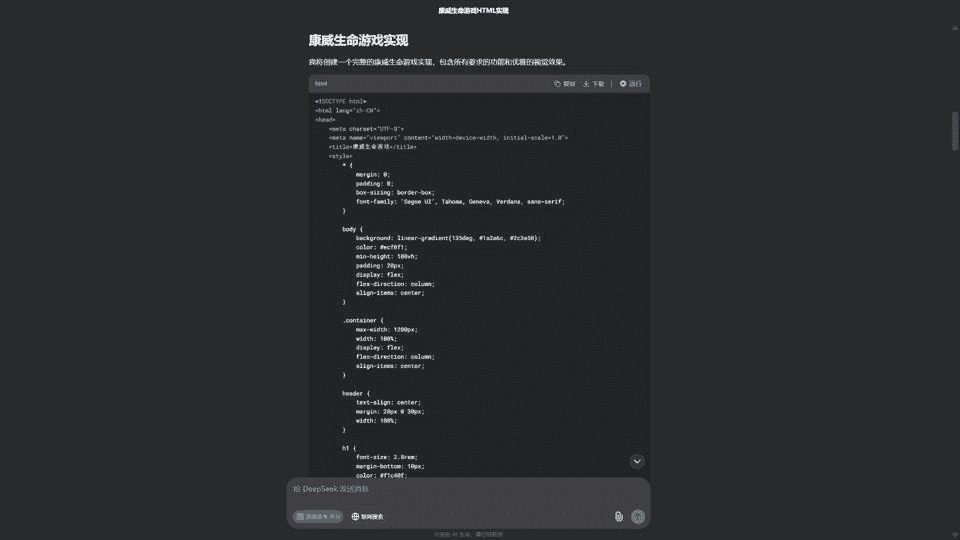 康威生命游戏HTML实现
康威生命游戏实现
我将创建一个完整的康威生命游戏实现，包含所有要求的功能和优雅的视觉效果。
html 复制 下载 运行
<!DOCTYPE html>
<html lang="zh-CN">
<head>
<meta charset="UTF-8">
<meta name="viewport" content="width=device-width, initial-scale=1.0">
<title>康威生命游戏</title>
<style>
* {
margin: 0;
padding: 0;
box-sizing: border-box;
font-family: 'Segoe UI', Tahoma, Geneva, Verdana, sans-serif;
}
body {
background: linear-gradient(135deg, #1a2a6c, #2c3e50);
color: #ecf0f1;
min-height: 100vh;
padding: 20px;
display: flex;
flex-direction: column;
align-items: center;
}
.container {
max-width: 1200px;
width: 100%;
display: flex;
flex-direction: column;
align-items: center;
}
header {
text-align: center;
margin: 20px 0 30px;
width: 100%;
}
h1 {
font-size: 2.8rem;
margin-bottom: 10px;
color: #f1c40f;
给 DeepSeek 发送消息
联网搜索